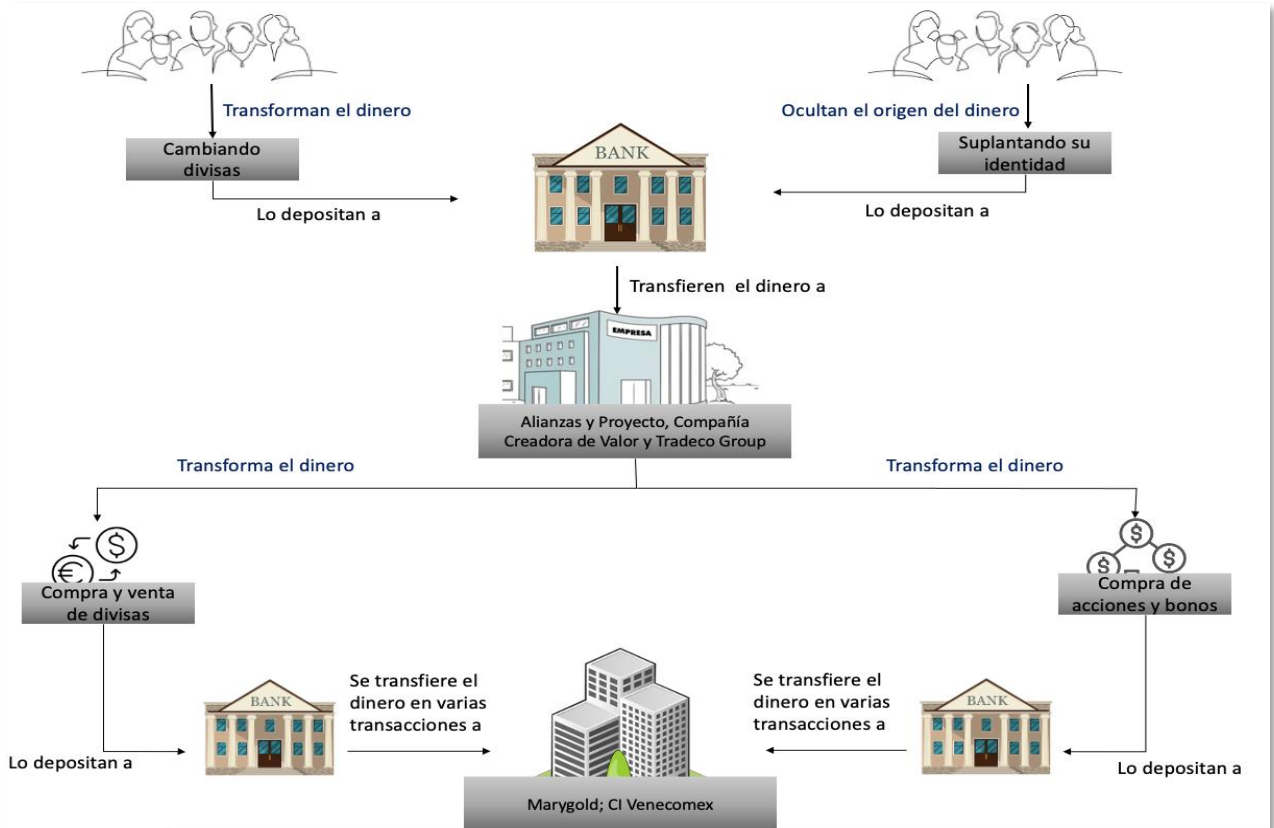 Transforman el dinero
Ocultan el origen del dinero
Cambiando
divisas
BANK
Suplantando su
identidad
Lo depositan a
Lo depositan a
Transfieren el dinero a
EMPRESA
Alianzas y Proyecto, Compañía
Creadora de Valor y Tradeco Group
Transforma el dinero
Transforma el dinero
$
€
$
$
$
Compra y venta
de divisas
Compra de
acciones y bonos
BANK
Se transfiere el
dinero en varias
transacciones a
Se transfiere el
dinero en varias
transacciones a
BANK
Lo depositan a
Lo depositan a
Marygold; CI Venecomex